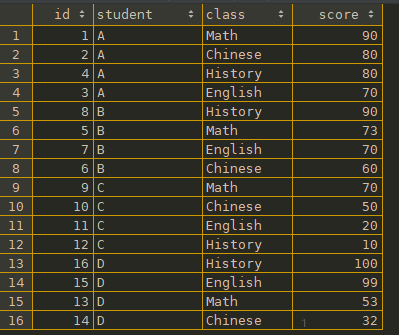 id student class score
1 1 A Math 90
2 2 A Chinese 80
3 4 A History 80
4 3 A English 70
5 8 B History 90
6 5 B Math 73
7 7 B English 70
8 6 B Chinese 60
9 9 C Math 70
10 10 C Chinese 50
11 11 C English 20
12 12 C History 10
13 16 D History 100
14 15 D English 99
15 13 D Math 53
16 14 D Chinese 32